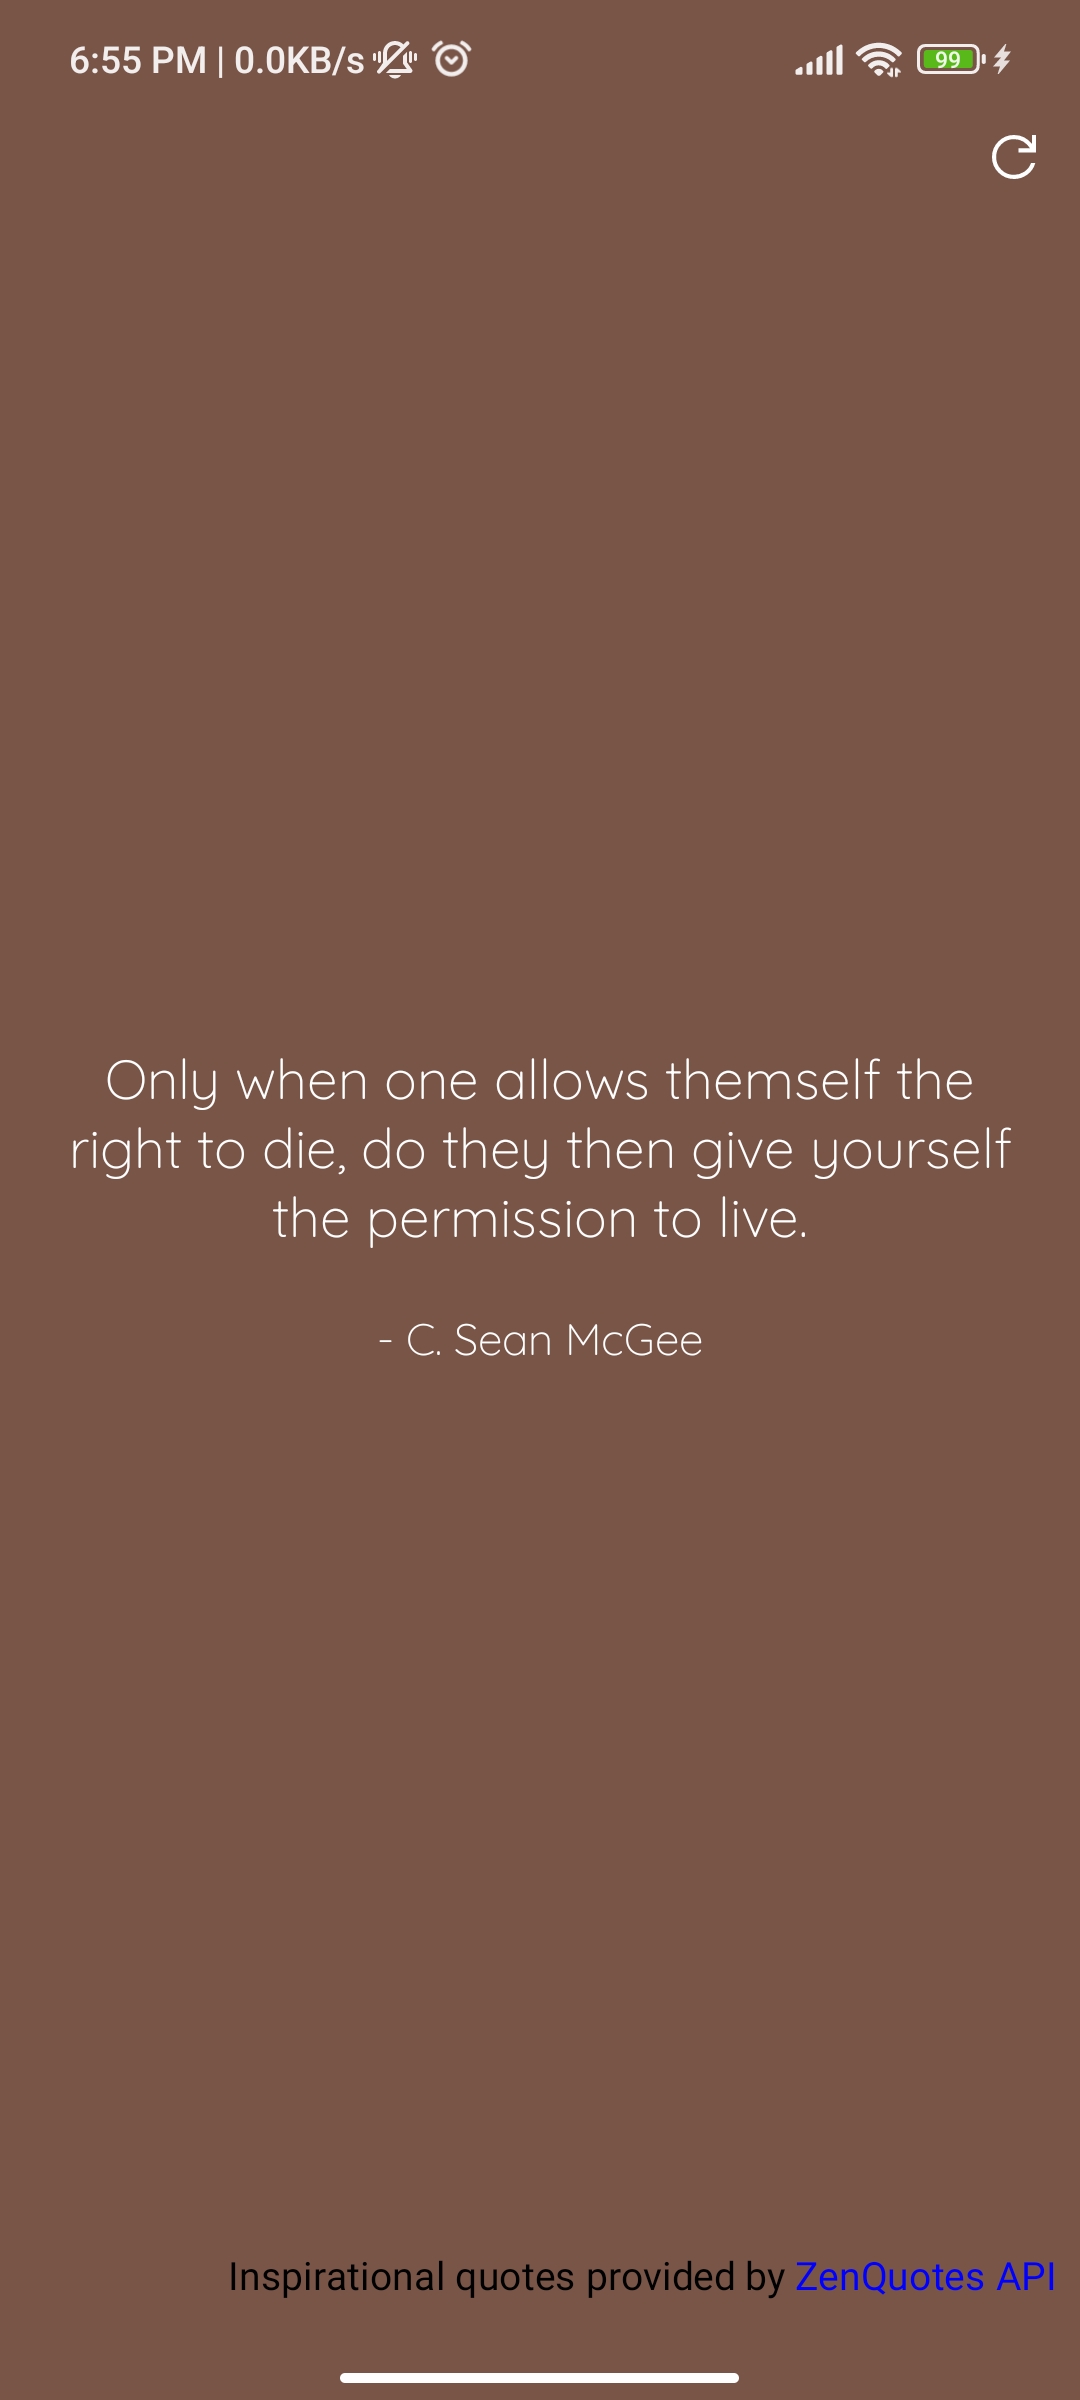 6:55 PM | 0.0KB/s 99
Only when one allows themself the
right to die, do they then give yourself
the permission to live.
- C. Sean McGee
Inspirational quotes provided by ZenQuotes API